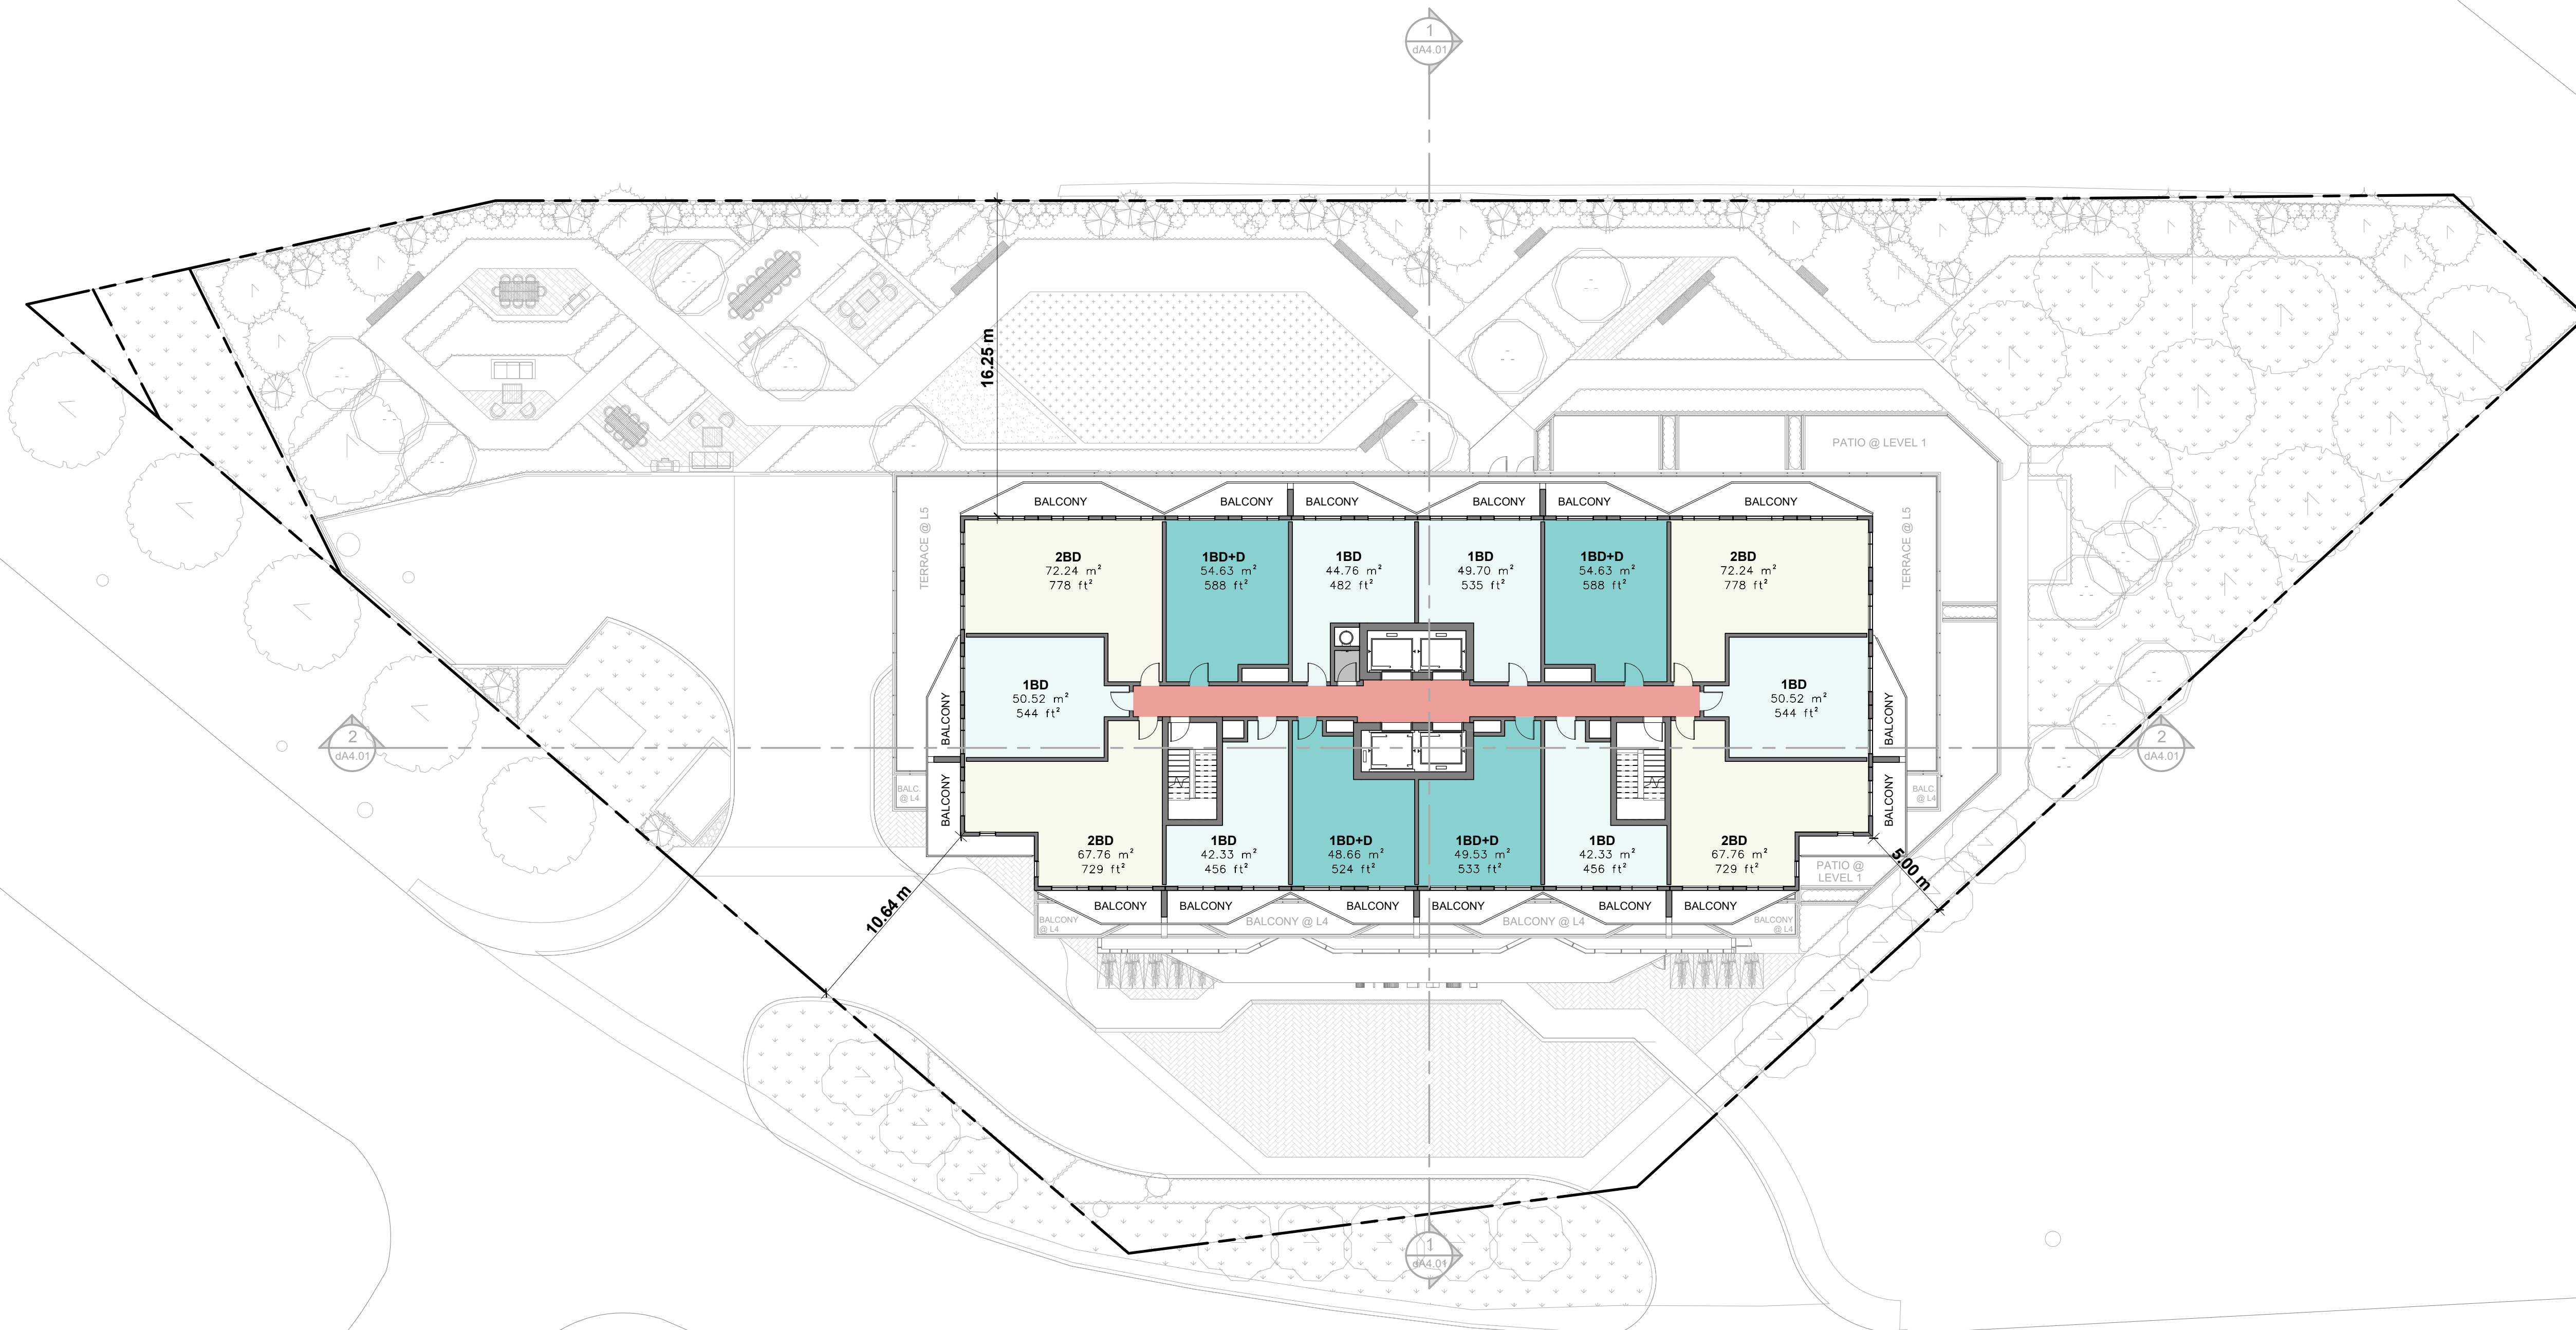 1
dA4.01
16.25 m
PATIO @ LEVEL 1
TERRACE @ L5
TERRACE @ L5
BALCONY
BALCONY
BALCONY
BALCONY
BALCONY
BALCONY
2BD
72.24 m²
778 ft²
1BD+D
54.63 m²
588 ft²
1BD
44.76 m²
482 ft²
1BD
49.70 m²
535 ft²
1BD+D
54.63 m²
588 ft²
2BD
72.24 m²
778 ft²
1BD
50.52 m²
544 ft²
1BD
50.52 m²
544 ft²
BALCONY
BALCONY
2
dA4.01
2
dA4.01
BALC.
@ L4
BALCONY
BALCONY
BALC.
@ L4
2BD
67.76 m²
729 ft²
1BD
42.33 m²
456 ft²
1BD+D
48.66 m²
524 ft²
1BD+D
49.53 m²
533 ft²
1BD
42.33 m²
456 ft²
2BD
67.76 m²
729 ft²
PATIO @
LEVEL 1
5.00 m
10.64 m
BALCONY
BALCONY
BALCONY
BALCONY
BALCONY
BALCONY
BALCONY
@ L4
BALCONY @ L4
BALCONY @ L4
BALCONY
@ L4
1
dA4.01